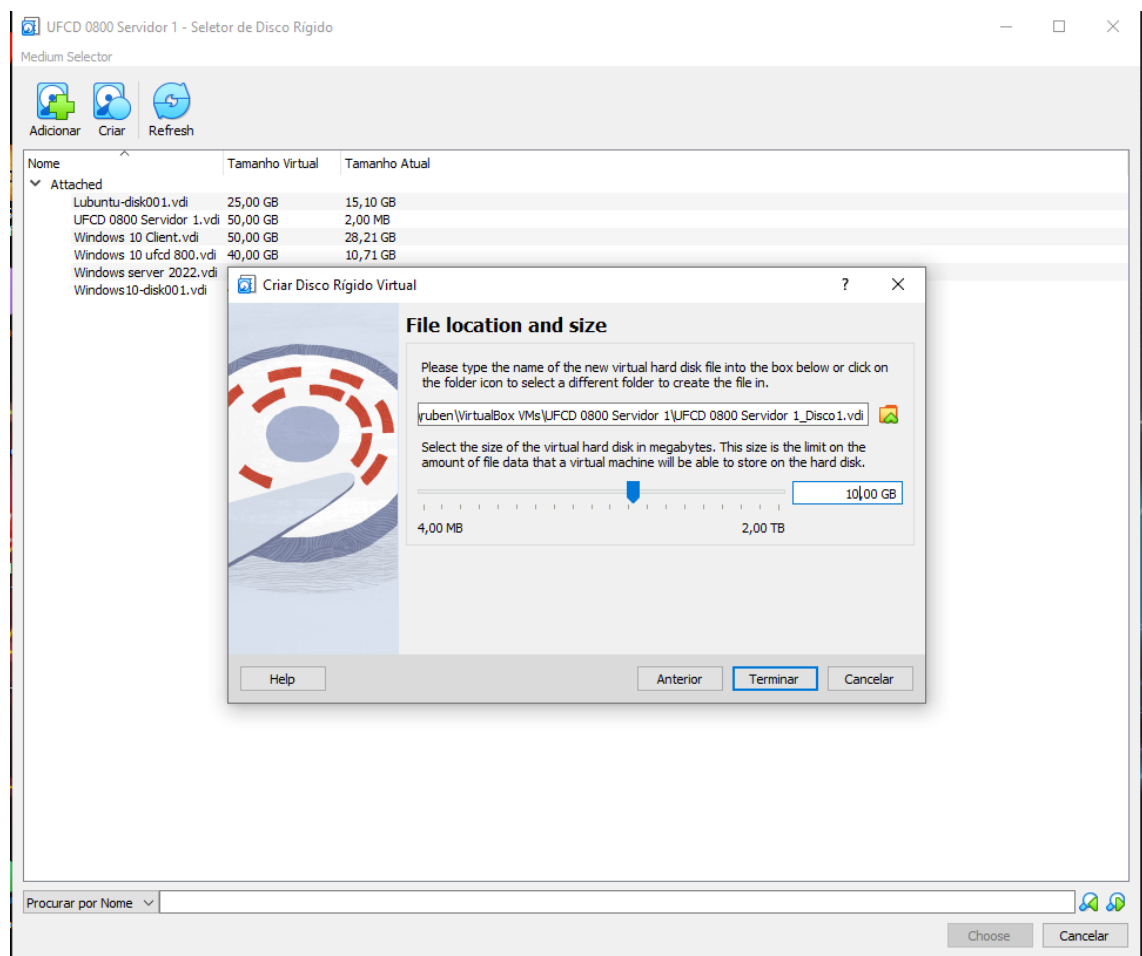 UFCD 0800 Servidor 1 - Seletor de Disco Rígido
Medium Selector
Adicionar Criar Refresh
Nome Tamanho Virtual Tamanho Atual
Attached
Lubuntu-disk001.vdi 25,00 GB 15,10 GB
UFCD 0800 Servidor 1.vdi 50,00 GB 2,00 MB
Windows 10 Client.vdi 50,00 GB 28,21 GB
Windows 10 ufcd 800.vdi 40,00 GB 10,71 GB
Windows server 2022.vdi
Windows10-disk001.vdi
Criar Disco Rígido Virtual ?
File location and size
Please type the name of the new virtual hard disk file into the box below or click on
the folder icon to select a different folder to create the file in.
ruben\VirtualBox VMs\UFCD 0800 Servidor 1\UFCD 0800 Servidor 1_Disco1.vdi
Select the size of the virtual hard disk in megabytes. This size is the limit on the
amount of file data that a virtual machine will be able to store on the hard disk.
10,00 GB
4,00 MB 2,00 TB
Help Anterior Terminar Cancelar
Procurar por Nome
Choose Cancelar